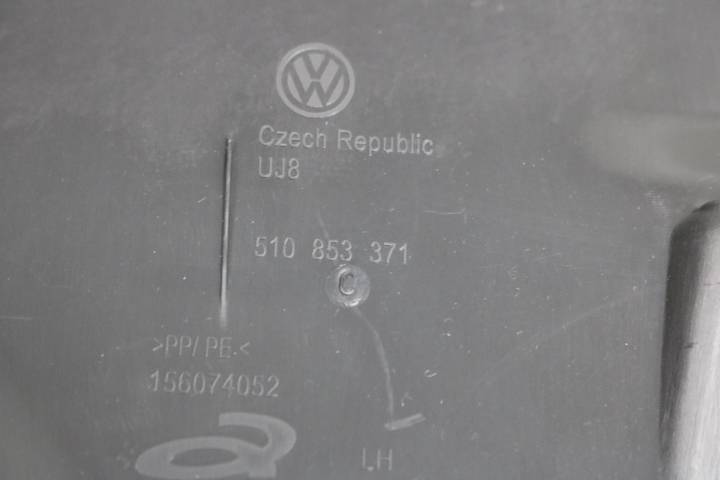 Czech Republic
UJ8
510 853 371
C
>PP/PE<
156074052
LH